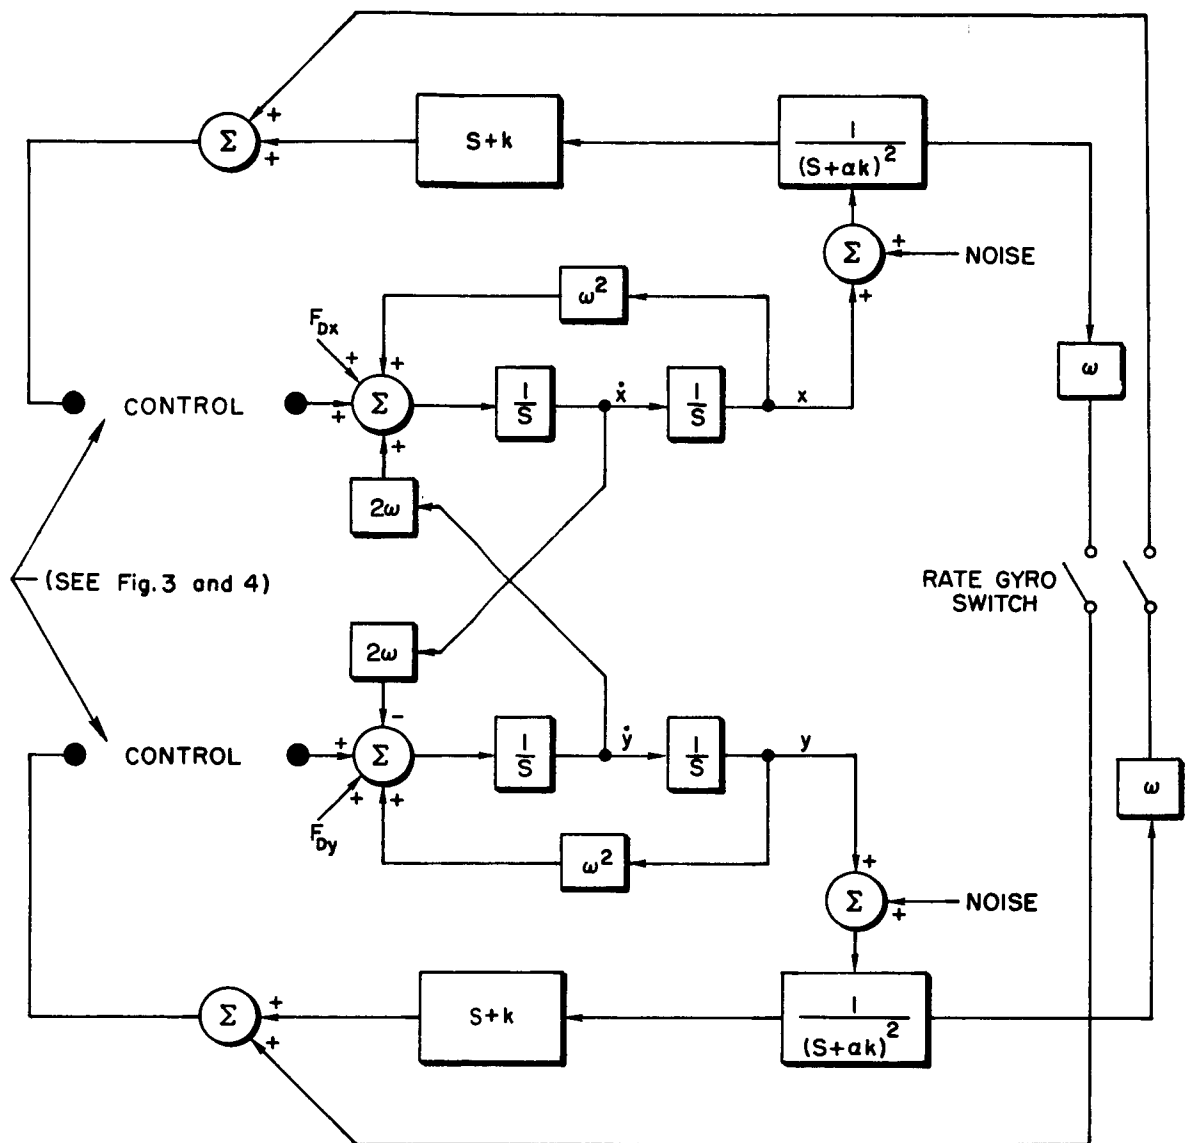 +
Σ
+
S+k
1
(S+αk)²
Σ
+
NOISE
+
ω²
F_Dx
+
+
ω
+
Σ
+
1
S
ẋ
1
S
x
CONTROL
2ω
(SEE Fig. 3 and 4)
RATE GYRO
SWITCH
2ω
-
+
Σ
+
+
1
S
ẏ
1
S
y
CONTROL
ω
F_Dy
ω²
+
Σ
+
NOISE
+
Σ
+
S+k
1
(S+αk)²